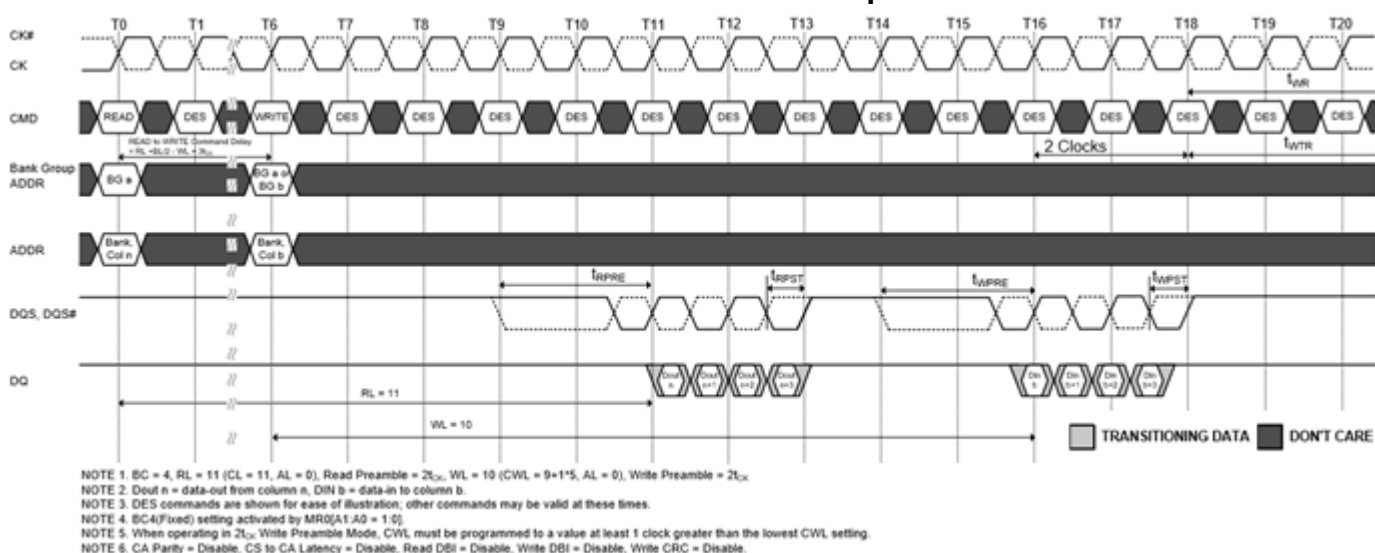 T0 T1 T6 T7 T8 T9 T10 T11 T12 T13 T14 T15 T16 T17 T18 T19 T20
CK#
CK
tWR
CMD READ DES WRITE DES DES DES DES DES DES DES DES DES DES DES DES DES DES
READ to WRITE Command Delay
= RL +BL/2 - WL + 3tCK
2 Clocks tWTR
Bank Group
ADDR
BG a
BG a or
BG b
ADDR
Bank,
Col n
Bank,
Col b
tRPRE tRPST tWPRE tWPST
DQS, DQS#
DQ
Dout
n
Dout
n+1
Dout
n+2
Dout
n+3
Din
b
Din
b+1
Din
b+2
Din
b+3
RL = 11
WL = 10
TRANSITIONING DATA DON'T CARE
NOTE 1. BC = 4, RL = 11 (CL = 11, AL = 0), Read Preamble = 2tCK, WL = 10 (CWL = 9+1*5, AL = 0), Write Preamble = 2tCK
NOTE 2. Dout n = data-out from column n, DIN b = data-in to column b.
NOTE 3. DES commands are shown for ease of illustration; other commands may be valid at these times.
NOTE 4. BC4(Fixed) setting activated by MR0[A1:A0 = 1:0].
NOTE 5. When operating in 2tCK Write Preamble Mode, CWL must be programmed to a value at least 1 clock greater than the lowest CWL setting.
NOTE 6. CA Parity = Disable, CS to CA Latency = Disable, Read DBI = Disable, Write DBI = Disable, Write CRC = Disable.